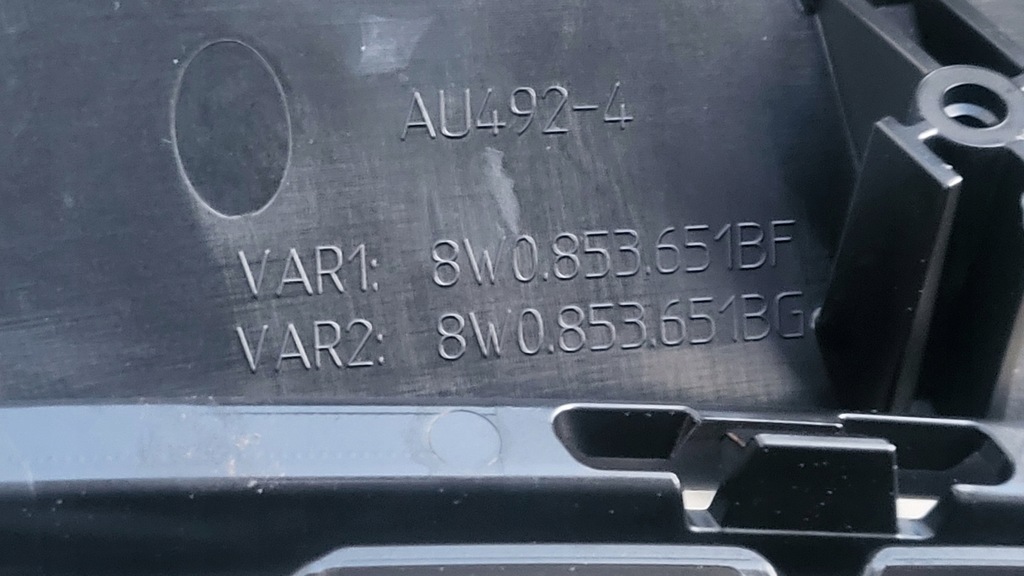 AU492-4
VAR1: 8W0.853.651BF
VAR2: 8W0.853.651BG